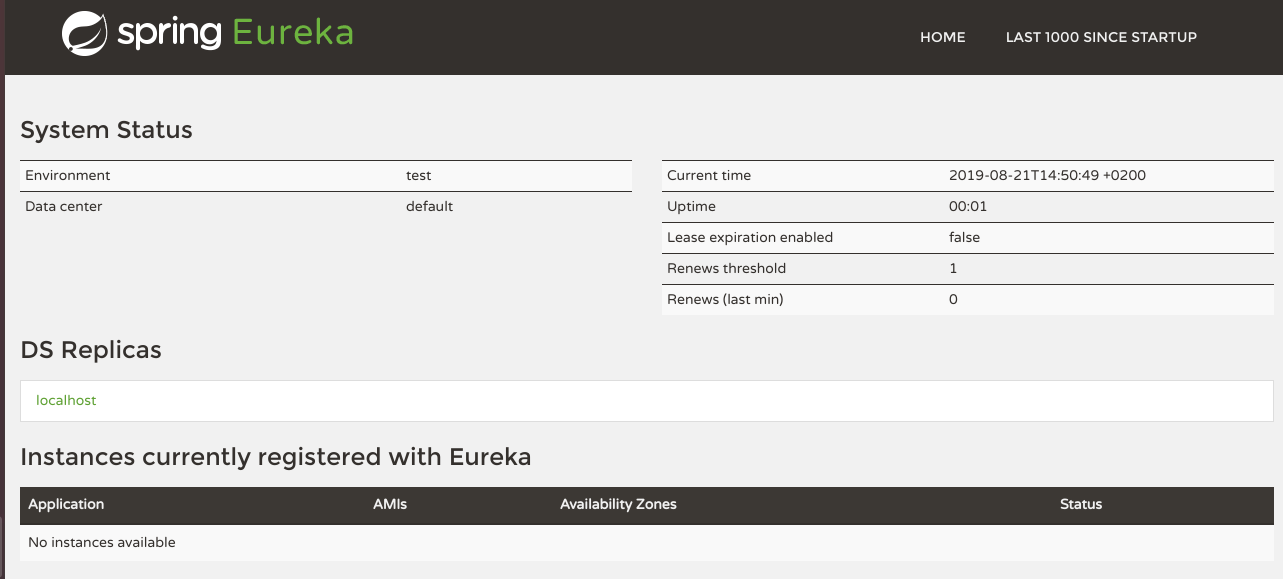 spring Eureka
HOME LAST 1000 SINCE STARTUP
System Status
Environment test
Data center default
Current time 2019-08-21T14:50:49 +0200
Uptime 00:01
Lease expiration enabled false
Renews threshold 1
Renews (last min) 0
DS Replicas
localhost
Instances currently registered with Eureka
Application AMIs Availability Zones Status
No instances available